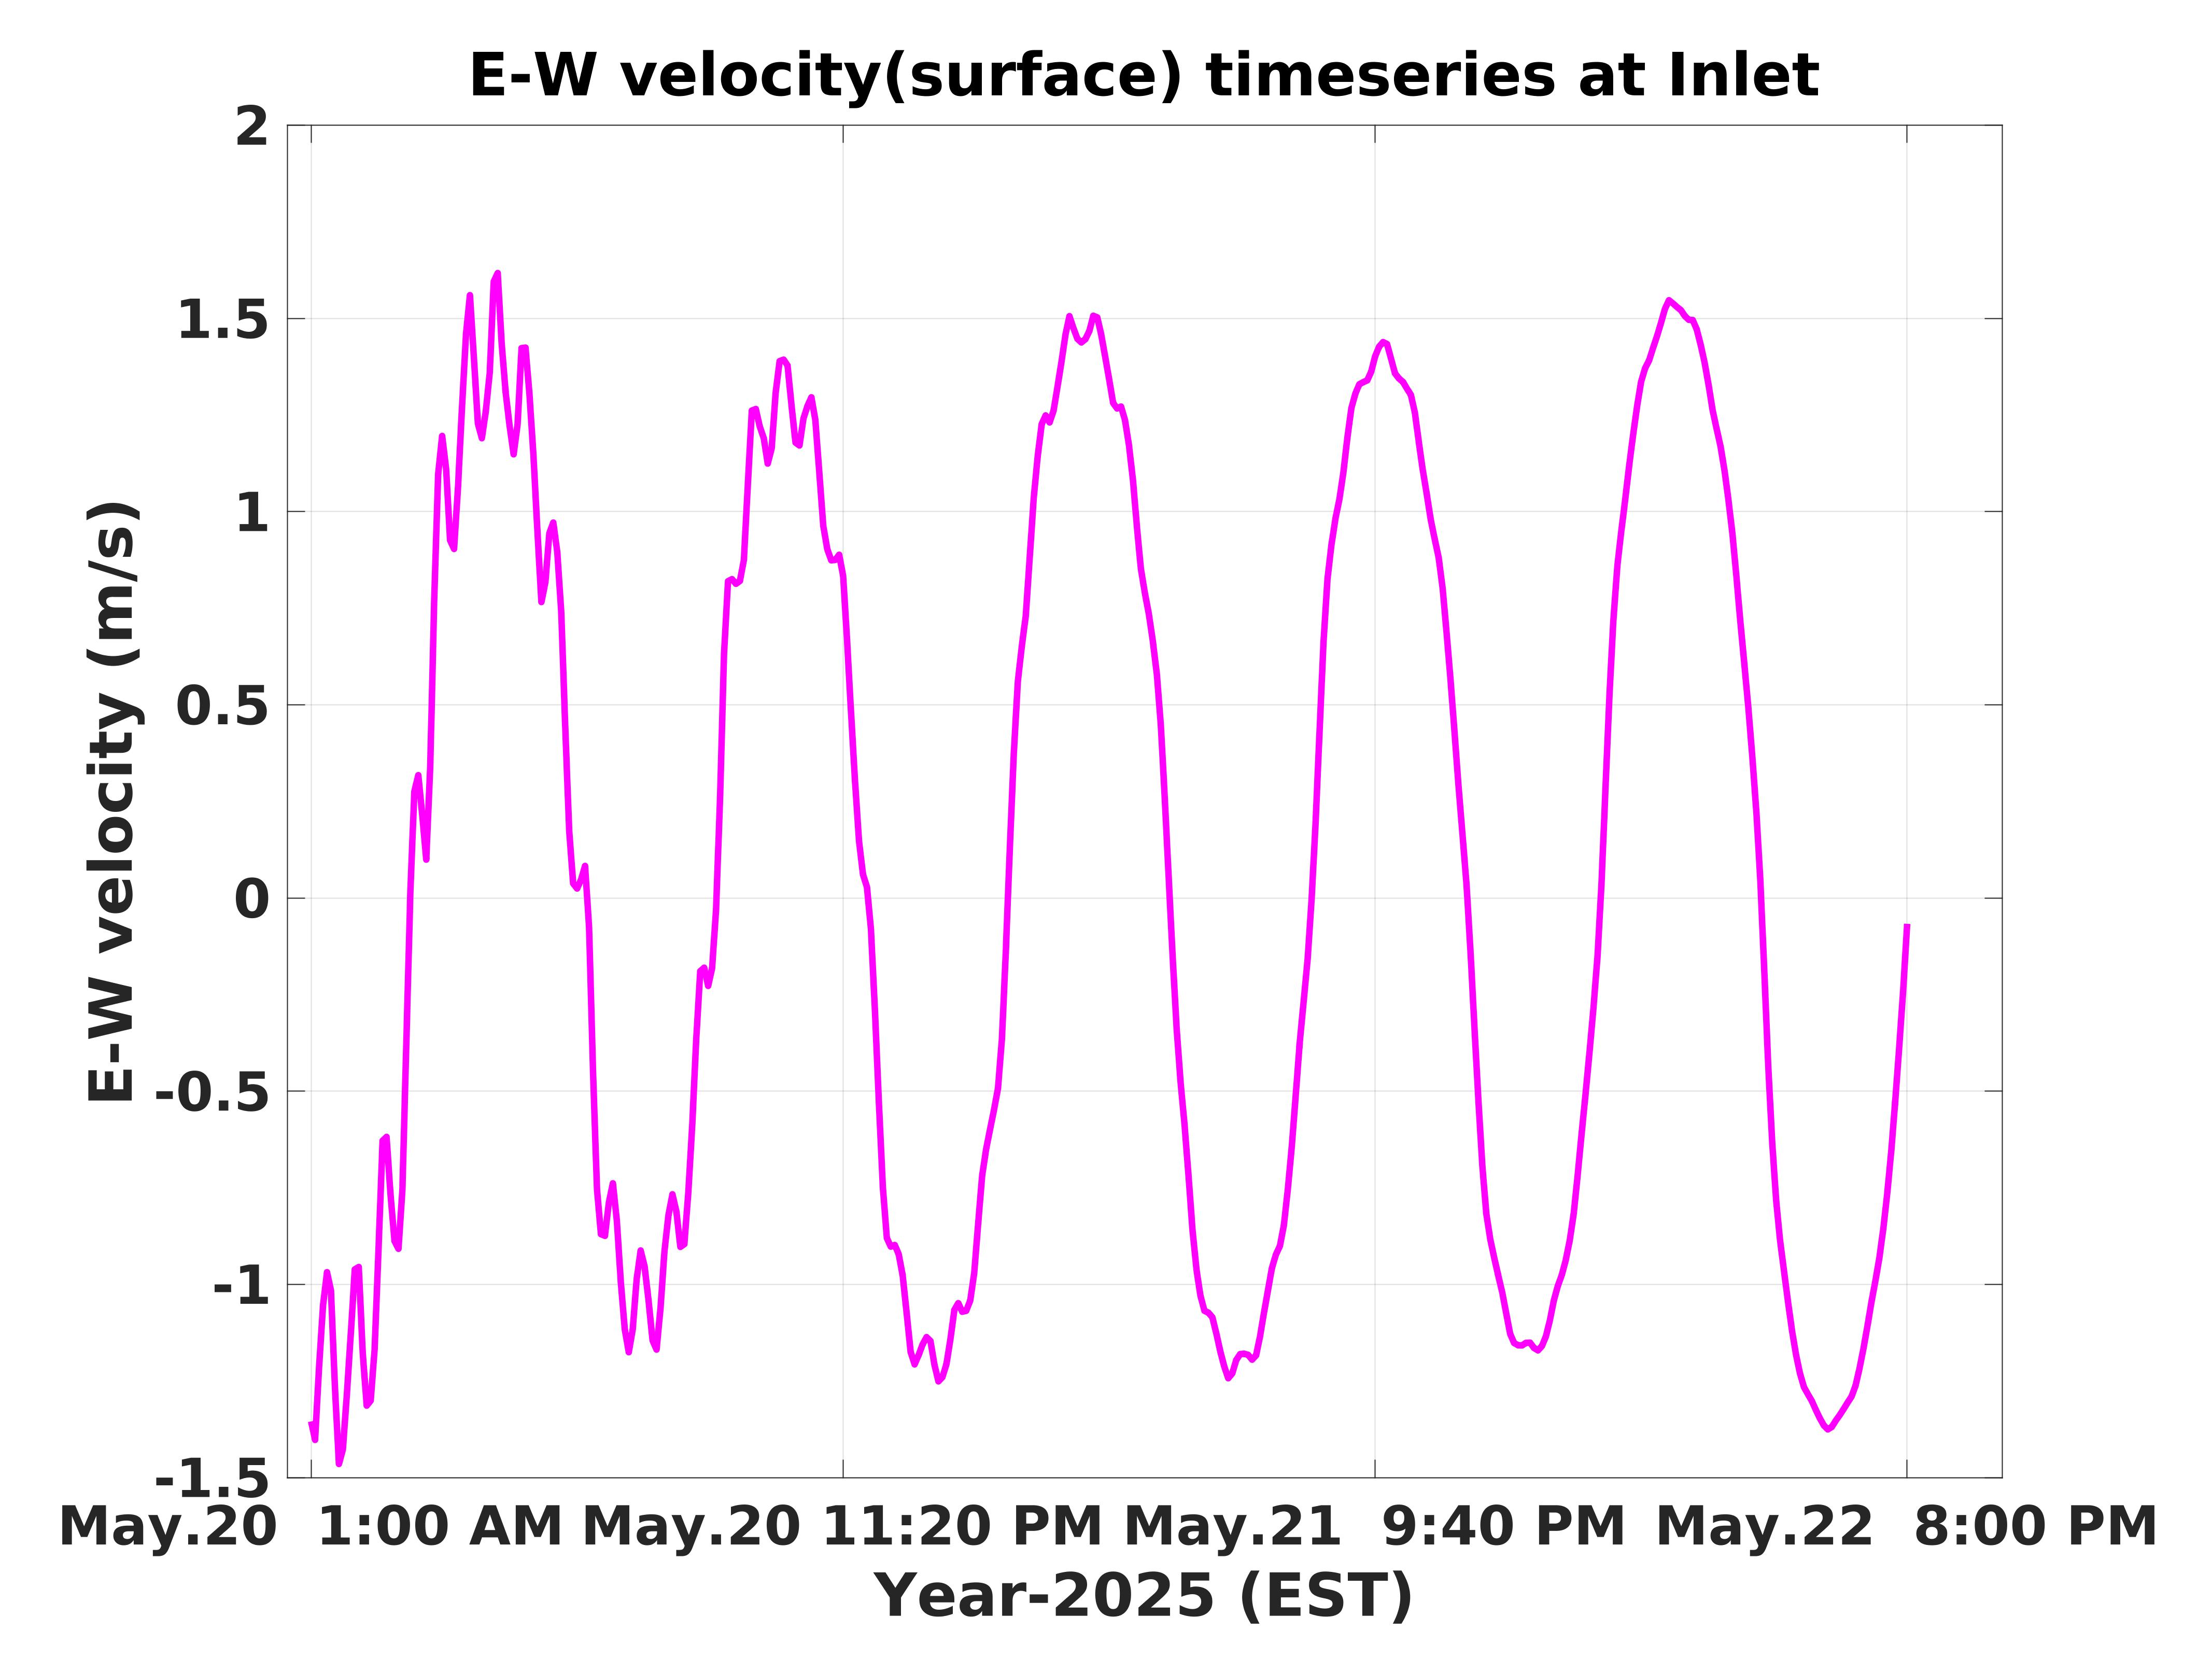 E-W velocity(surface) timeseries at Inlet
E-W velocity (m/s)
2
1.5
1
0.5
0
-0.5
-1
-1.5
May.20 1:00 AM May.20 11:20 PM May.21 9:40 PM May.22 8:00 PM
Year-2025 (EST)